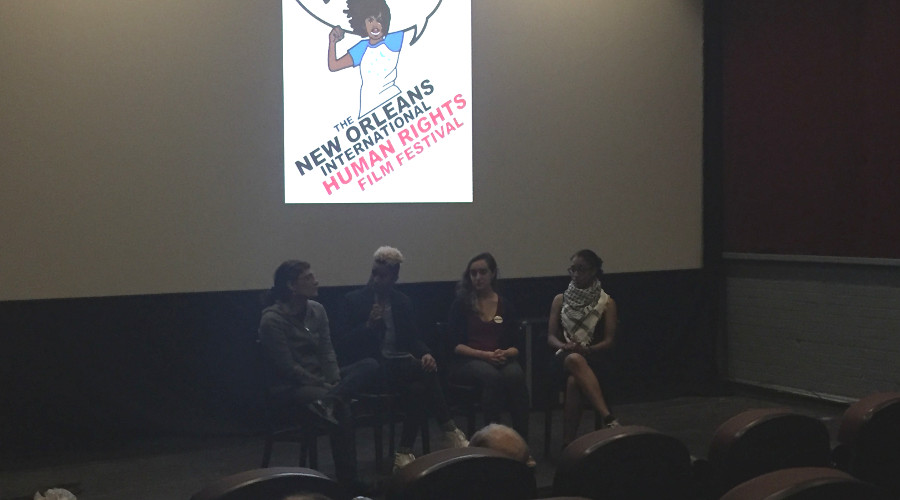 THE
NEW ORLEANS
INTERNATIONAL
HUMAN RIGHTS
FILM FESTIVAL